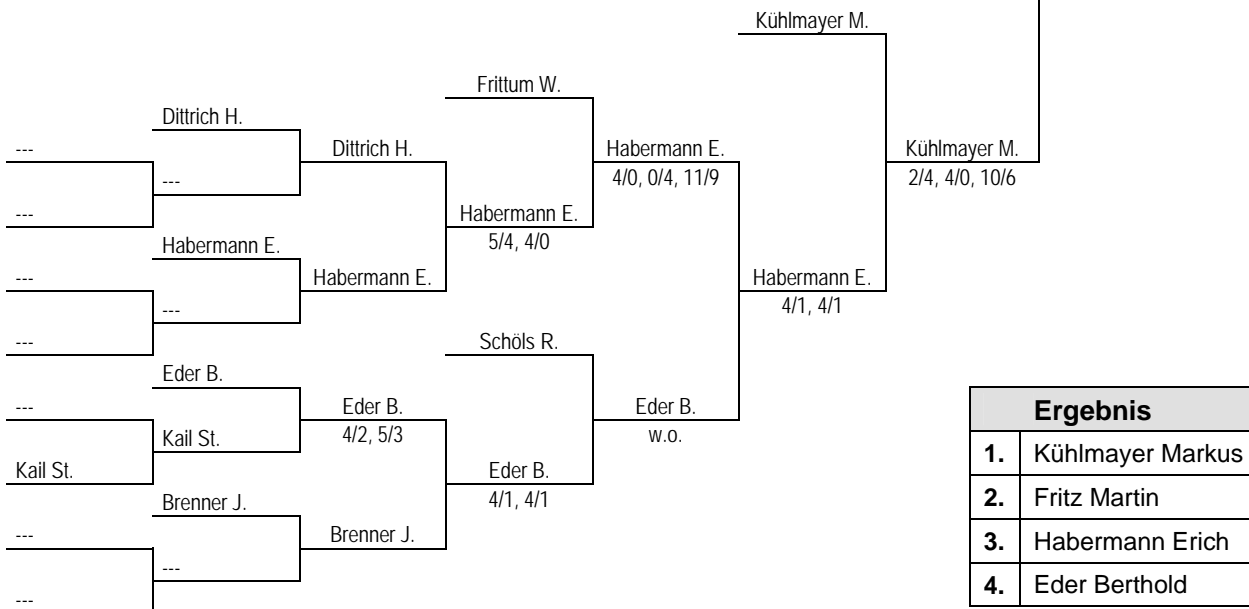 Kühlmayer M.
Frittum W.
Dittrich H.
---
Dittrich H.
Habermann E.
Kühlmayer M.
4/0, 0/4, 11/9
2/4, 4/0, 10/6
---
---
Habermann E.
5/4, 4/0
Habermann E.
---
Habermann E.
Habermann E.
4/1, 4/1
---
---
Schöls R.
Eder B.
---
Eder B.
Eder B.
4/2, 5/3
w.o.
Kail St.
Kail St.
Eder B.
4/1, 4/1
Brenner J.
---
Brenner J.
---
---
Ergebnis
1. Kühlmayer Markus
2. Fritz Martin
3. Habermann Erich
4. Eder Berthold